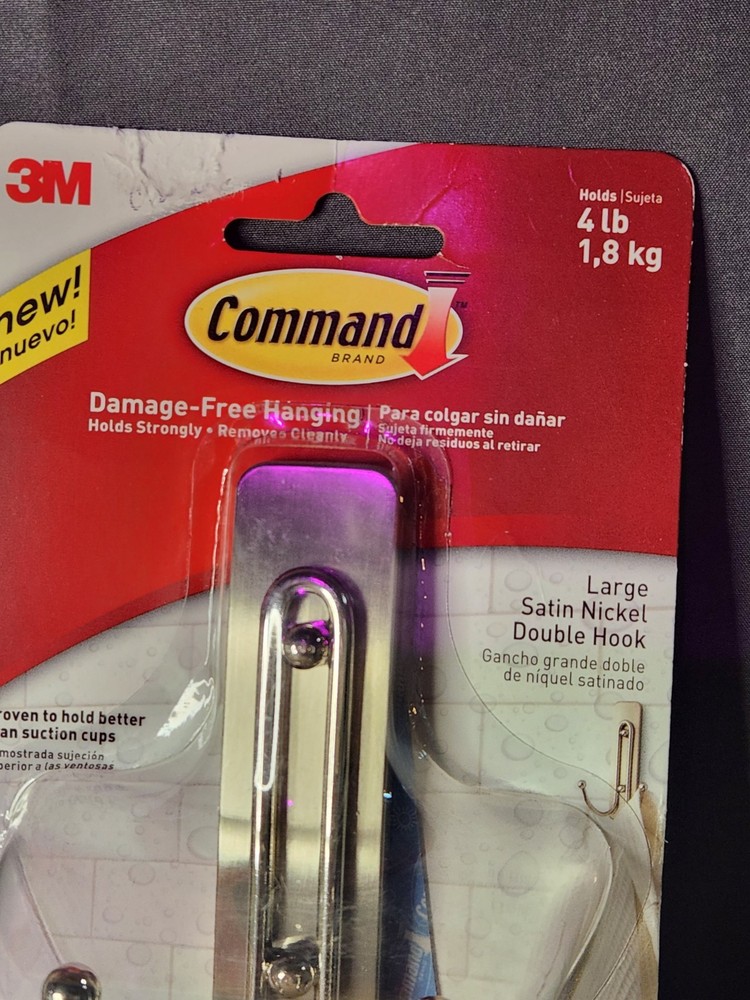 3M
Holds | Sujeta
4 lb
1,8 kg
new!
nuevo!
Command™
BRAND
Damage-Free Hanging | Para colgar sin dañar
Holds Strongly • Removes Cleanly
Sujeta firmemente
No deja residuos al retirar
Large
Satin Nickel
Double Hook
Gancho grande doble
de níquel satinado
roven to hold better
an suction cups
mostrada sujeción
perior a las ventosas